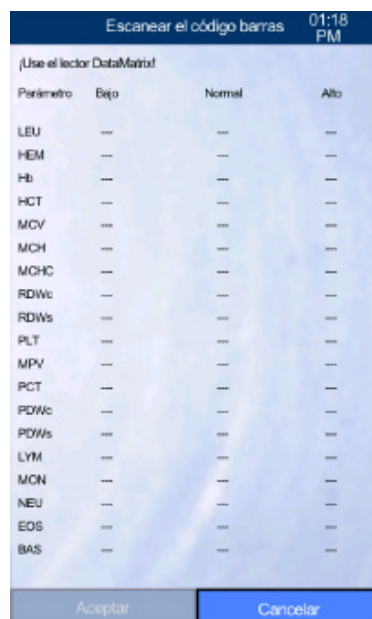 Escanear el código barras 01:18 PM
¡Use el lector DataMatrix!
Parámetro Bajo Normal Alto
LEU --- --- ---
HEM --- --- ---
Hb --- --- ---
HCT --- --- ---
MCV --- --- ---
MCH --- --- ---
MCHC --- --- ---
RDWc --- --- ---
RDWs --- --- ---
PLT --- --- ---
MPV --- --- ---
PCT --- --- ---
PDWc --- --- ---
PDWs --- --- ---
LYM --- --- ---
MON --- --- ---
NEU --- --- ---
EOS --- --- ---
BAS --- --- ---
Aceptar Cancelar